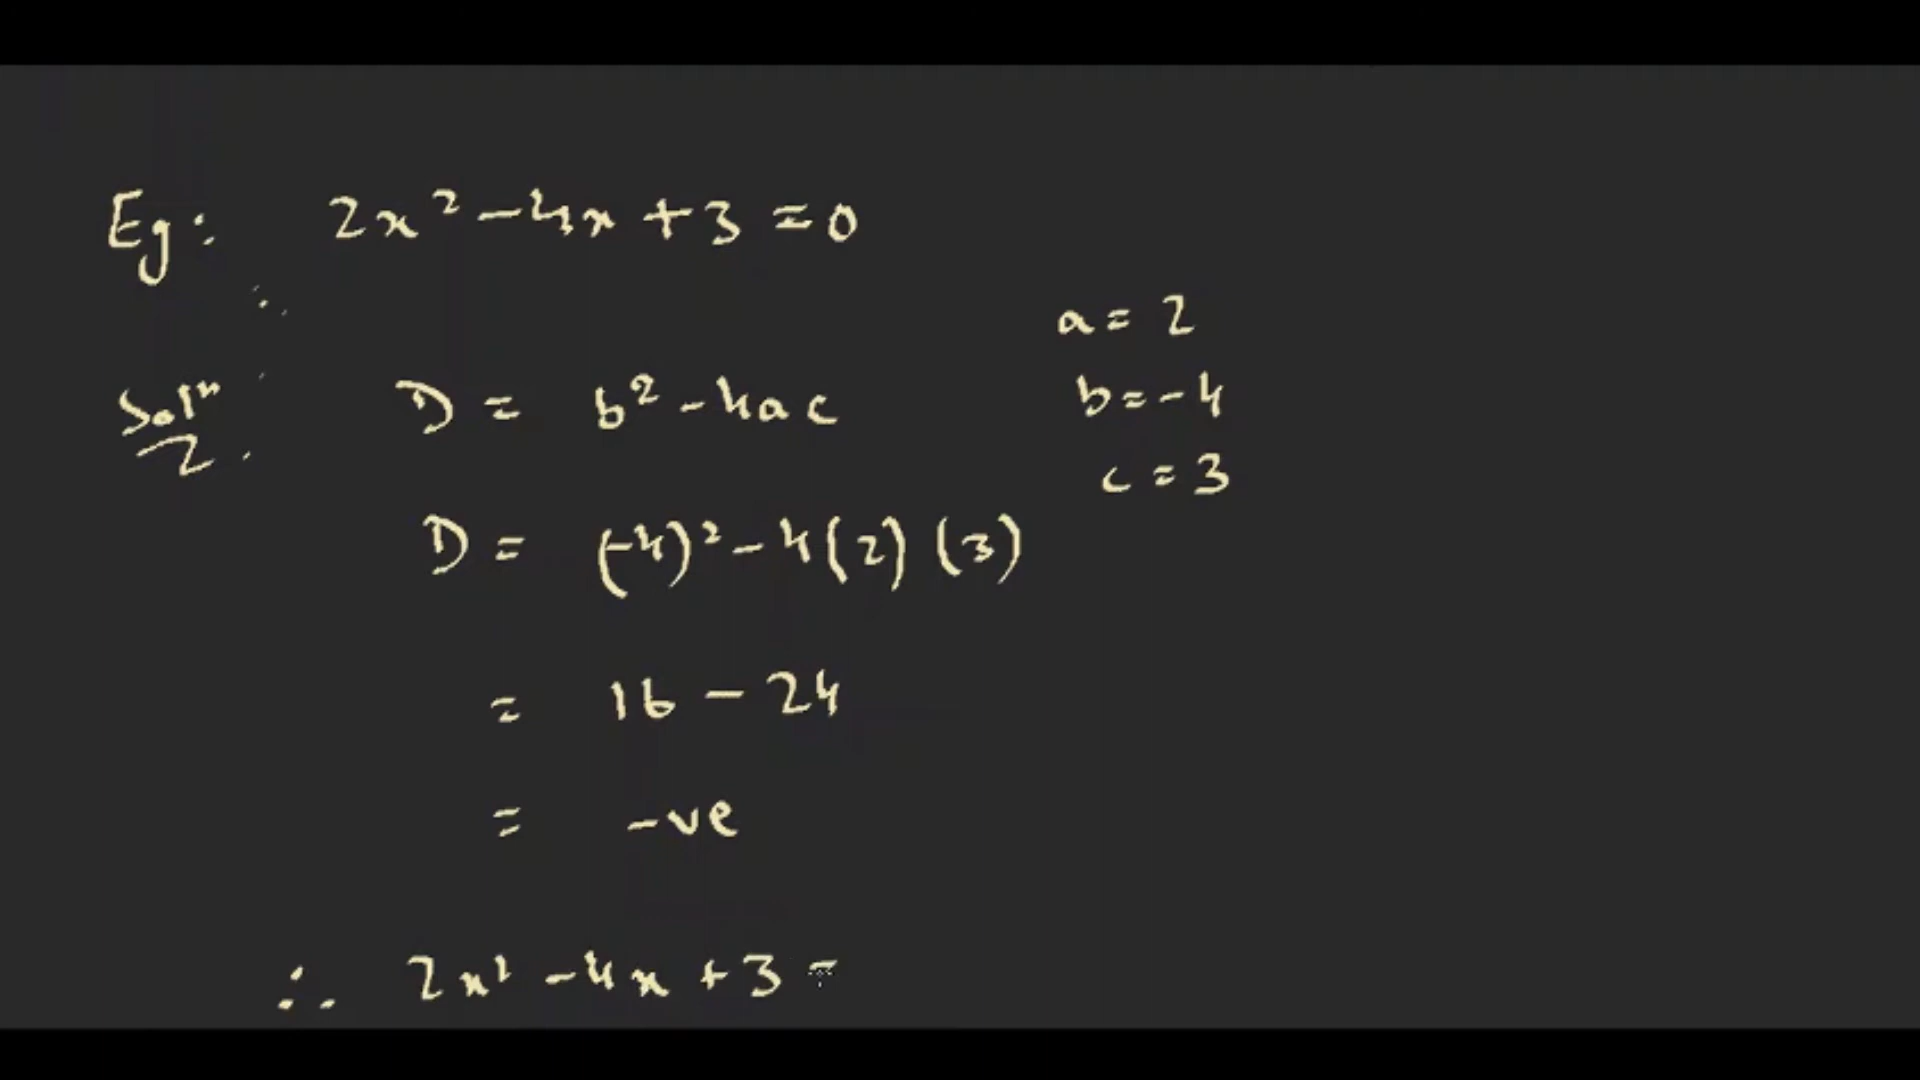 Eg: 2x² - 4x + 3 = 0
a = 2
Solⁿ D = b² - 4ac
b = -4
c = 3
D = (-4)² - 4(2)(3)
= 16 - 24
= -ve
∴ 2x² - 4x + 3 =